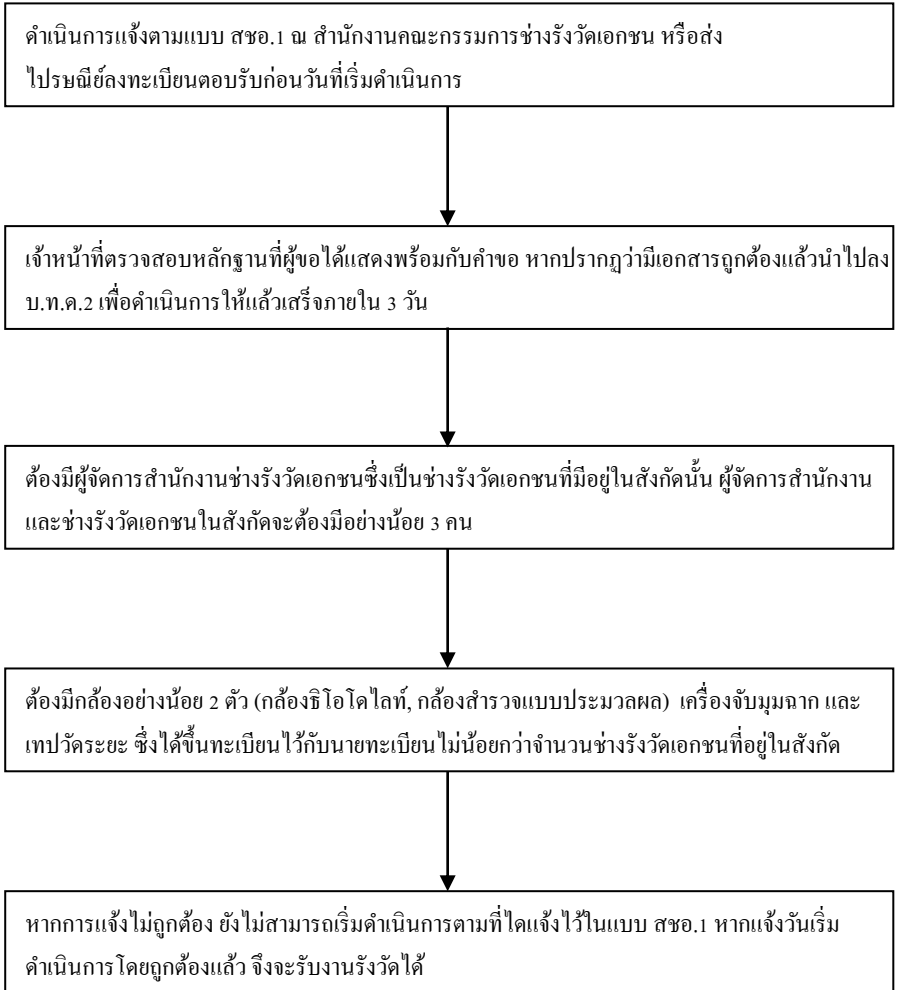 ดำเนินการแจ้งตามแบบ สชอ.1 ณ สำนักงานคณะกรรมการช่างรังวัดเอกชน หรือส่ง
ไปรษณีย์ลงทะเบียนตอบรับก่อนวันที่เริ่มดำเนินการ
เจ้าหน้าที่ตรวจสอบหลักฐานที่ผู้ขอได้แสดงพร้อมกับคำขอ หากปรากฏว่ามีเอกสารถูกต้องแล้วนำไปลง
บ.ท.ค.2 เพื่อดำเนินการให้แล้วเสร็จภายใน 3 วัน
ต้องมีผู้จัดการสำนักงานช่างรังวัดเอกชนซึ่งเป็นช่างรังวัดเอกชนที่มีอยู่ในสังกัดนั้น ผู้จัดการสำนักงาน
และช่างรังวัดเอกชนในสังกัดจะต้องมีอย่างน้อย 3 คน
ต้องมีกล้องอย่างน้อย 2 ตัว (กล้องธิโอโดไลท์, กล้องสำรวจแบบประมวลผล) เครื่องจับมุมฉาก และ
เทปวัดระยะ ซึ่งได้ขึ้นทะเบียนไว้กับนายทะเบียนไม่น้อยกว่าจำนวนช่างรังวัดเอกชนที่อยู่ในสังกัด
หากการแจ้งไม่ถูกต้อง ยังไม่สามารถเริ่มดำเนินการตามที่ไดแจ้งไว้ในแบบ สชอ.1 หากแจ้งวันเริ่ม
ดำเนินการโดยถูกต้องแล้ว จึงจะรับงานรังวัดได้